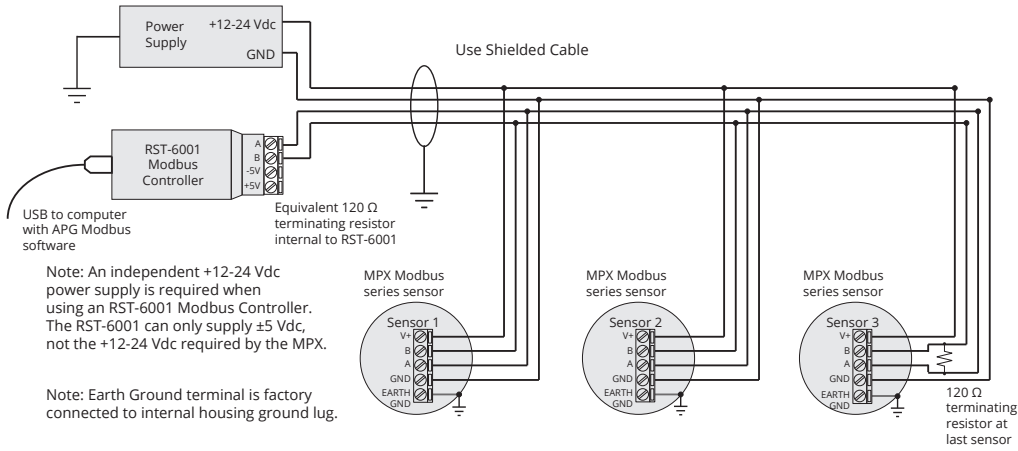 Power
Supply
+12-24 Vdc
GND
Use Shielded Cable
RST-6001
Modbus
Controller
A
B
-5V
+5V
USB to computer
with APG Modbus
software
Equivalent 120 Ω
terminating resistor
internal to RST-6001
Note: An independent +12-24 Vdc
power supply is required when
using an RST-6001 Modbus Controller.
The RST-6001 can only supply ±5 Vdc,
not the +12-24 Vdc required by the MPX.
Note: Earth Ground terminal is factory
connected to internal housing ground lug.
MPX Modbus
series sensor
Sensor 1
V+
B
A
GND
EARTH
GND
MPX Modbus
series sensor
Sensor 2
V+
B
A
GND
EARTH
GND
MPX Modbus
series sensor
Sensor 3
V+
B
A
GND
EARTH
GND
120 Ω
terminating
resistor at
last sensor